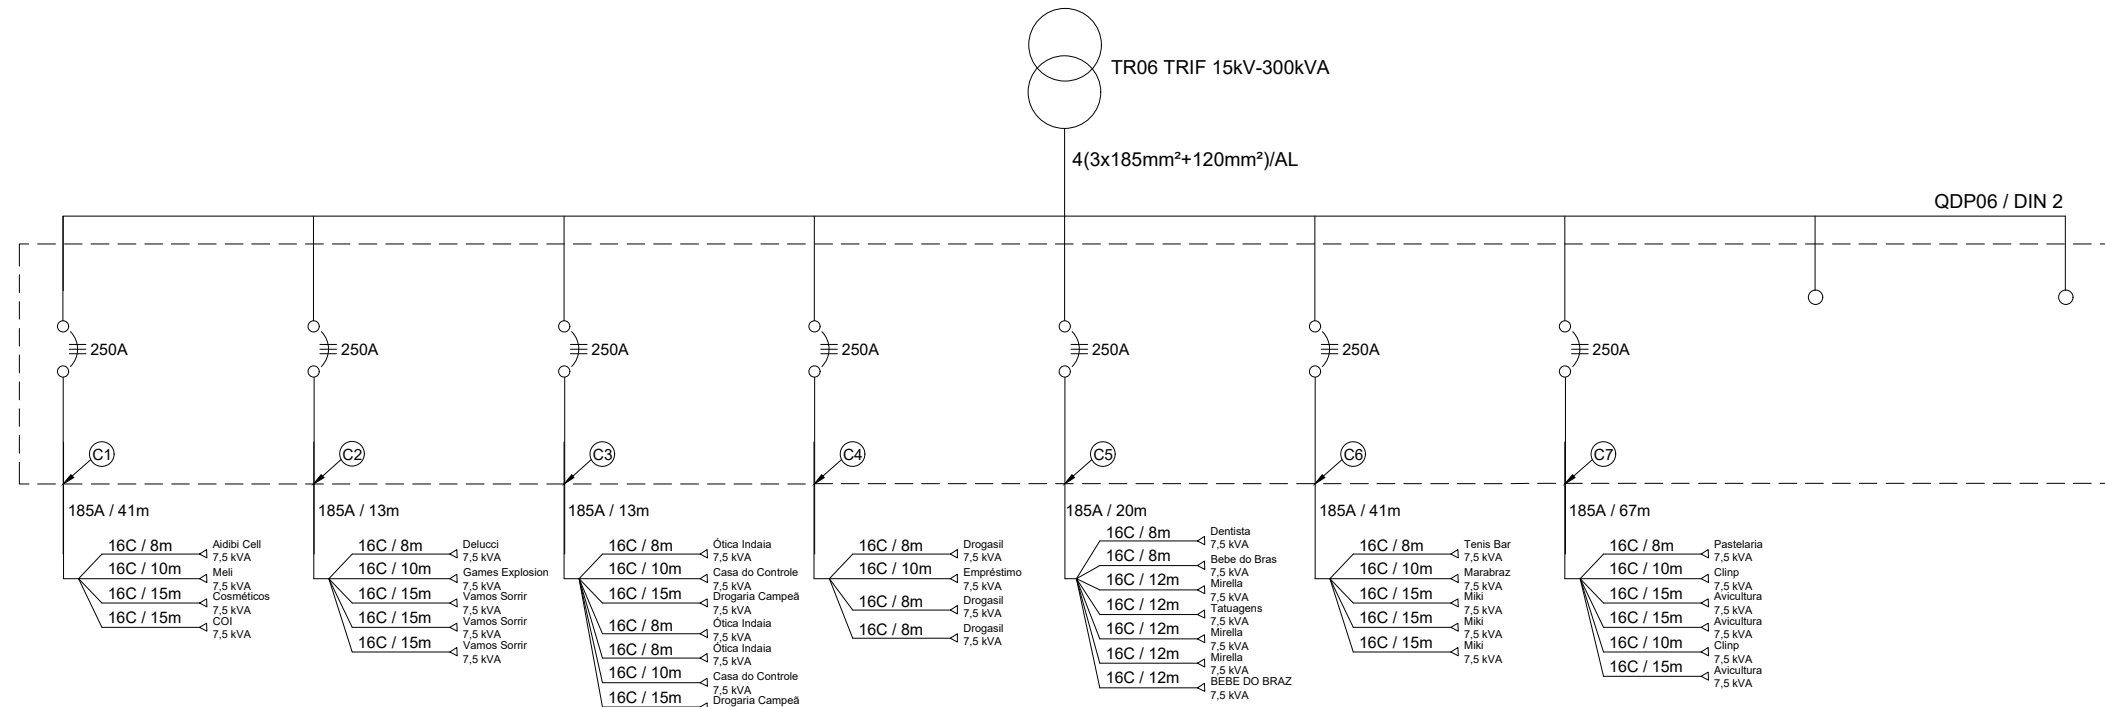 TR06 TRIF 15kV-300kVA
4(3x185mm²+120mm²)/AL
QDP06 / DIN 2
250A
250A
250A
250A
250A
250A
250A
C1
C2
C3
C4
C5
C6
C7
185A / 41m
16C / 8m
Aidibi Cell
7,5 kVA
16C / 10m
Meli
7,5 kVA
16C / 15m
Cosméticos
7,5 kVA
16C / 15m
COI
7,5 kVA
185A / 13m
16C / 8m
Delucci
7,5 kVA
16C / 10m
Games Explosion
7,5 kVA
16C / 15m
Vamos Sorrir
7,5 kVA
16C / 15m
Vamos Sorrir
7,5 kVA
16C / 15m
Vamos Sorrir
7,5 kVA
185A / 13m
16C / 8m
Ótica Indaia
7,5 kVA
16C / 10m
Casa do Controle
7,5 kVA
16C / 15m
Drogaria Campeã
7,5 kVA
16C / 8m
Ótica Indaia
7,5 kVA
16C / 8m
Ótica Indaia
7,5 kVA
16C / 10m
Casa do Controle
7,5 kVA
16C / 15m
Drogaria Campeã
16C / 8m
Drogasil
7,5 kVA
16C / 10m
Empréstimo
7,5 kVA
16C / 8m
Drogasil
7,5 kVA
16C / 8m
Drogasil
7,5 kVA
185A / 20m
16C / 8m
Dentista
7,5 kVA
16C / 8m
Bebe do Bras
7,5 kVA
16C / 12m
Mirella
7,5 kVA
16C / 12m
Tatuagens
7,5 kVA
16C / 12m
Mirella
7,5 kVA
16C / 12m
Mirella
7,5 kVA
16C / 12m
BEBE DO BRAZ
7,5 kVA
185A / 41m
16C / 8m
Tenis Bar
7,5 kVA
16C / 10m
Marabraz
7,5 kVA
16C / 15m
Miki
7,5 kVA
16C / 15m
Miki
7,5 kVA
16C / 15m
Miki
7,5 kVA
185A / 67m
16C / 8m
Pastelaria
7,5 kVA
16C / 10m
Clinp
7,5 kVA
16C / 15m
Avicultura
7,5 kVA
16C / 15m
Avicultura
7,5 kVA
16C / 10m
Clinp
7,5 kVA
16C / 15m
Avicultura
7,5 kVA